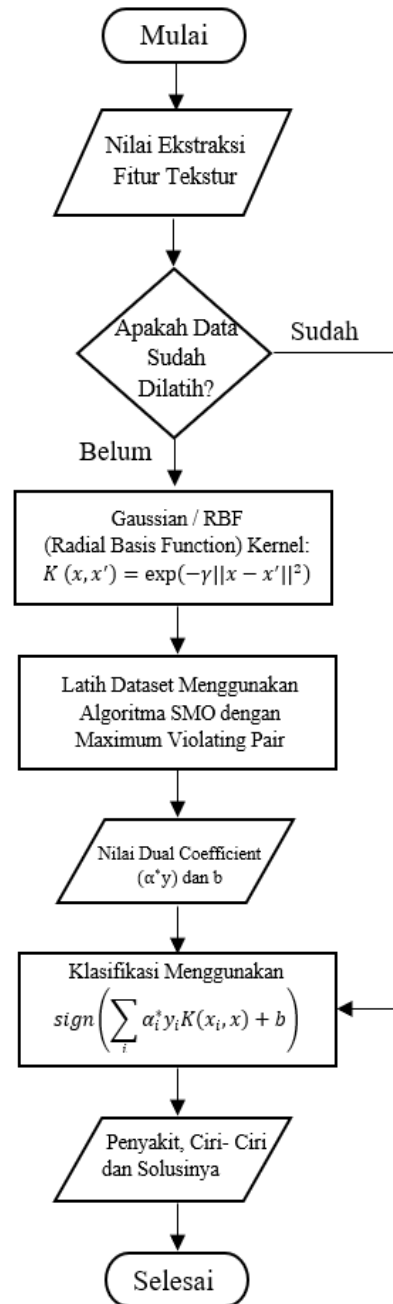 Mulai
Nilai Ekstraksi
Fitur Tekstur
Apakah Data
Sudah
Dilatih?
Sudah
Belum
Gaussian / RBF
(Radial Basis Function) Kernel:
K (x, x′) = exp(−γ||x − x′||²)
Latih Dataset Menggunakan
Algoritma SMO dengan
Maximum Violating Pair
Nilai Dual Coefficient
(α*y) dan b
Klasifikasi Menggunakan
sign(∑ᵢ αᵢ* yᵢK(xᵢ, x) + b)
Penyakit, Ciri- Ciri
dan Solusinya
Selesai